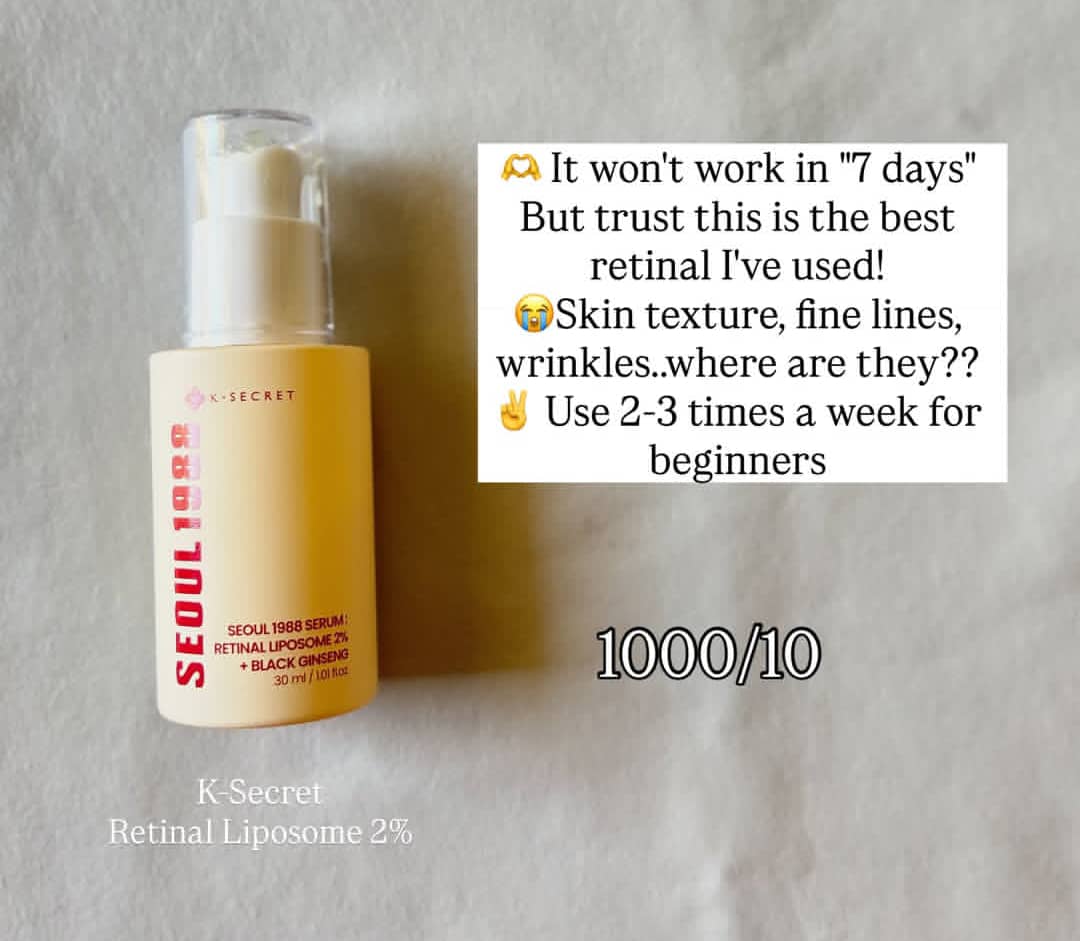 K-SECRET
SEOUL 1988
SEOUL 1988 SERUM :
RETINAL LIPOSOME 2%
+ BLACK GINSENG
30 ml / 1.01 fl.oz
🫶 It won't work in "7 days"
But trust this is the best
retinal I've used!
😭Skin texture, fine lines,
wrinkles..where are they??
✌️ Use 2-3 times a week for
beginners
1000/10
K-Secret
Retinal Liposome 2%